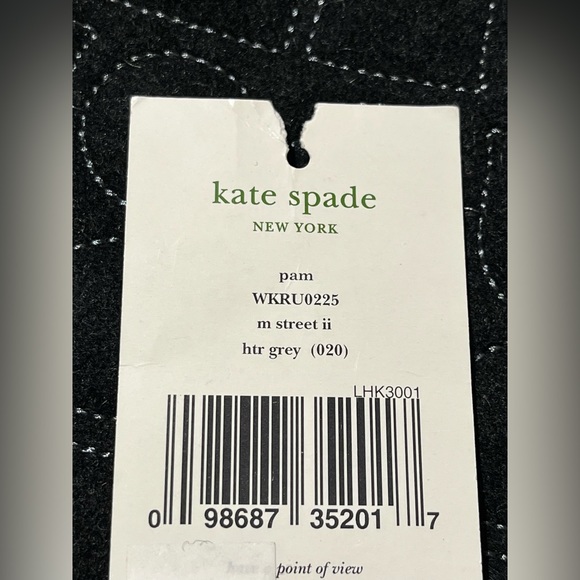 kate spade
NEW YORK
pam
WKRU0225
m street ii
htr grey (020)
LHK3001
0 98687 35201 7
point of view